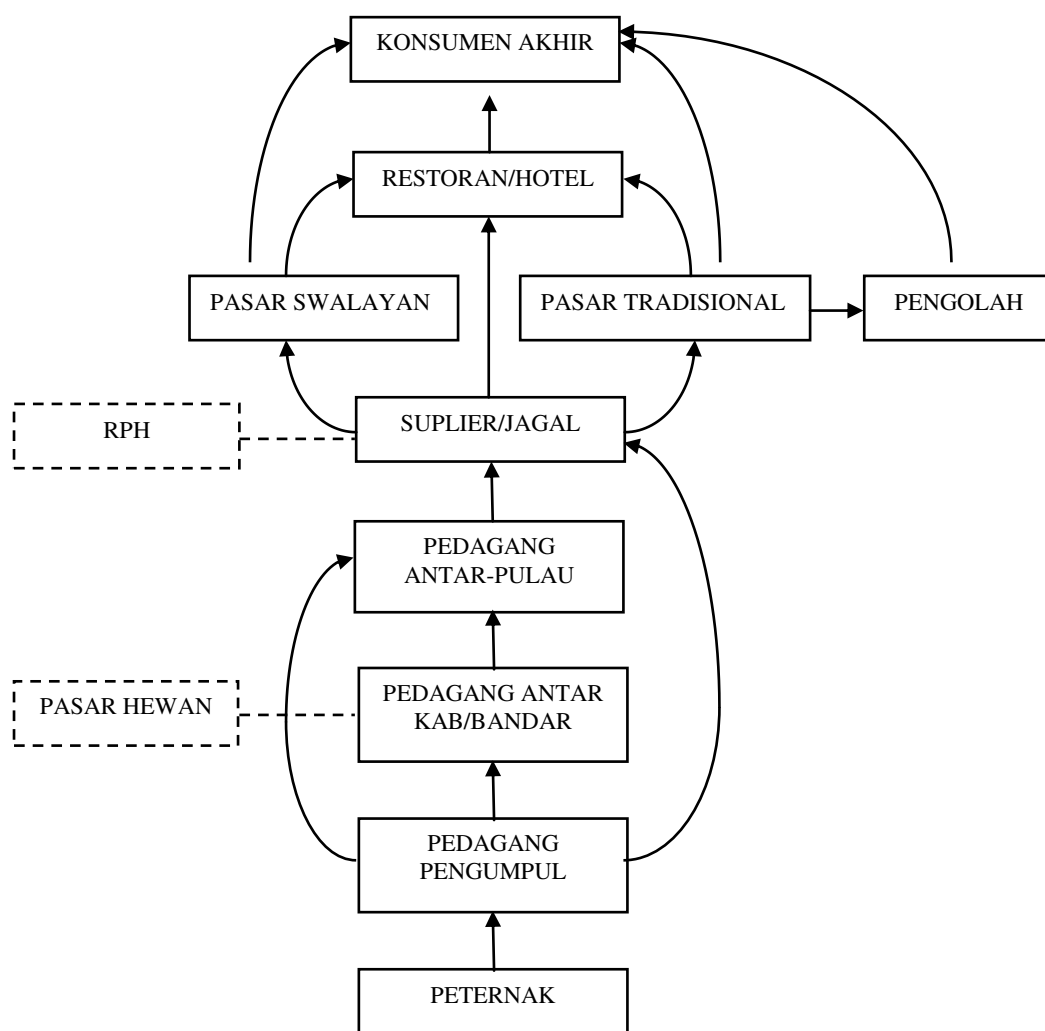 KONSUMEN AKHIR
RESTORAN/HOTEL
PASAR SWALAYAN
PASAR TRADISIONAL
PENGOLAH
RPH
SUPLIER/JAGAL
PEDAGANG
ANTAR-PULAU
PASAR HEWAN
PEDAGANG ANTAR
KAB/BANDAR
PEDAGANG
PENGUMPUL
PETERNAK